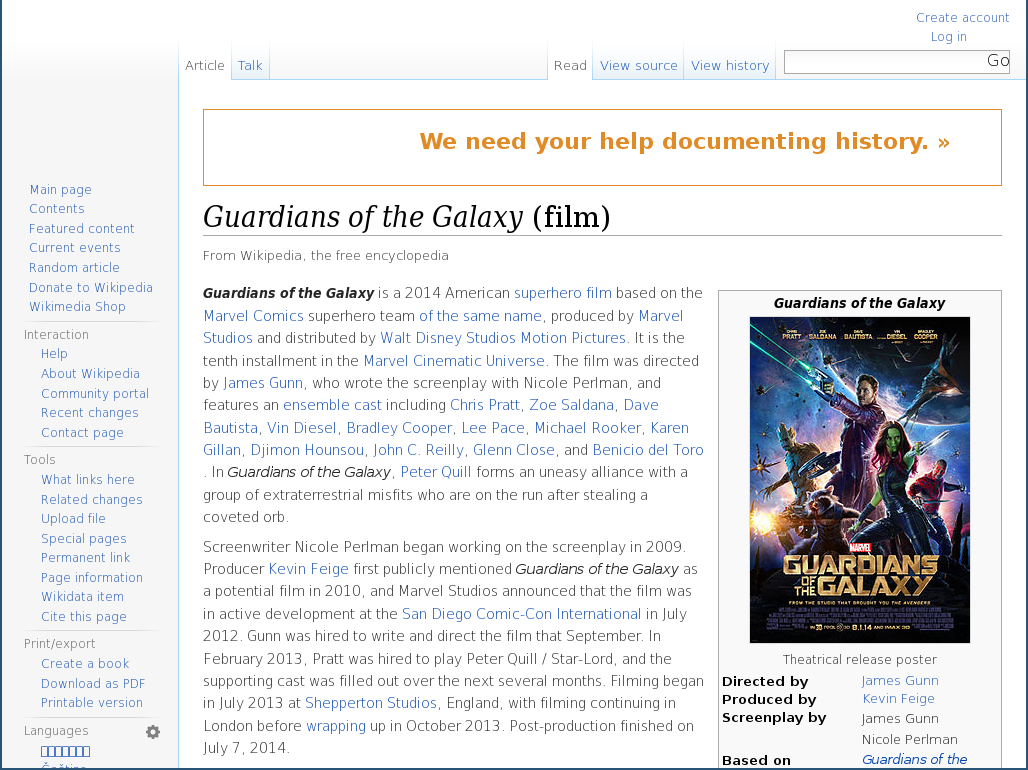 Create account
Log in
Article
Talk
Read
View source
View history
Go
We need your help documenting history. »
Main page
Contents
Featured content
Current events
Random article
Donate to Wikipedia
Wikimedia Shop
Interaction
Help
About Wikipedia
Community portal
Recent changes
Contact page
Tools
What links here
Related changes
Upload file
Special pages
Permanent link
Page information
Wikidata item
Cite this page
Print/export
Create a book
Download as PDF
Printable version
Languages
Guardians of the Galaxy (film)
From Wikipedia, the free encyclopedia
Guardians of the Galaxy is a 2014 American superhero film based on the
Marvel Comics superhero team of the same name, produced by Marvel
Studios and distributed by Walt Disney Studios Motion Pictures. It is the
tenth installment in the Marvel Cinematic Universe. The film was directed
by James Gunn, who wrote the screenplay with Nicole Perlman, and
features an ensemble cast including Chris Pratt, Zoe Saldana, Dave
Bautista, Vin Diesel, Bradley Cooper, Lee Pace, Michael Rooker, Karen
Gillan, Djimon Hounsou, John C. Reilly, Glenn Close, and Benicio del Toro
. In Guardians of the Galaxy, Peter Quill forms an uneasy alliance with a
group of extraterrestrial misfits who are on the run after stealing a
coveted orb.
Screenwriter Nicole Perlman began working on the screenplay in 2009.
Producer Kevin Feige first publicly mentioned Guardians of the Galaxy as
a potential film in 2010, and Marvel Studios announced that the film was
in active development at the San Diego Comic-Con International in July
2012. Gunn was hired to write and direct the film that September. In
February 2013, Pratt was hired to play Peter Quill / Star-Lord, and the
supporting cast was filled out over the next several months. Filming began
in July 2013 at Shepperton Studios, England, with filming continuing in
London before wrapping up in October 2013. Post-production finished on
July 7, 2014.
Guardians of the Galaxy
CHRIS PRATT
ZOE SALDANA
DAVE BAUTISTA
VIN DIESEL
BRADLEY COOPER
MARVEL
GUARDIANS
OF THE
GALAXY
FROM THE STUDIO THAT BROUGHT YOU THE AVENGERS
8.1.14
Theatrical release poster
Directed by James Gunn
Produced by Kevin Feige
Screenplay by James Gunn
Nicole Perlman
Based on Guardians of the